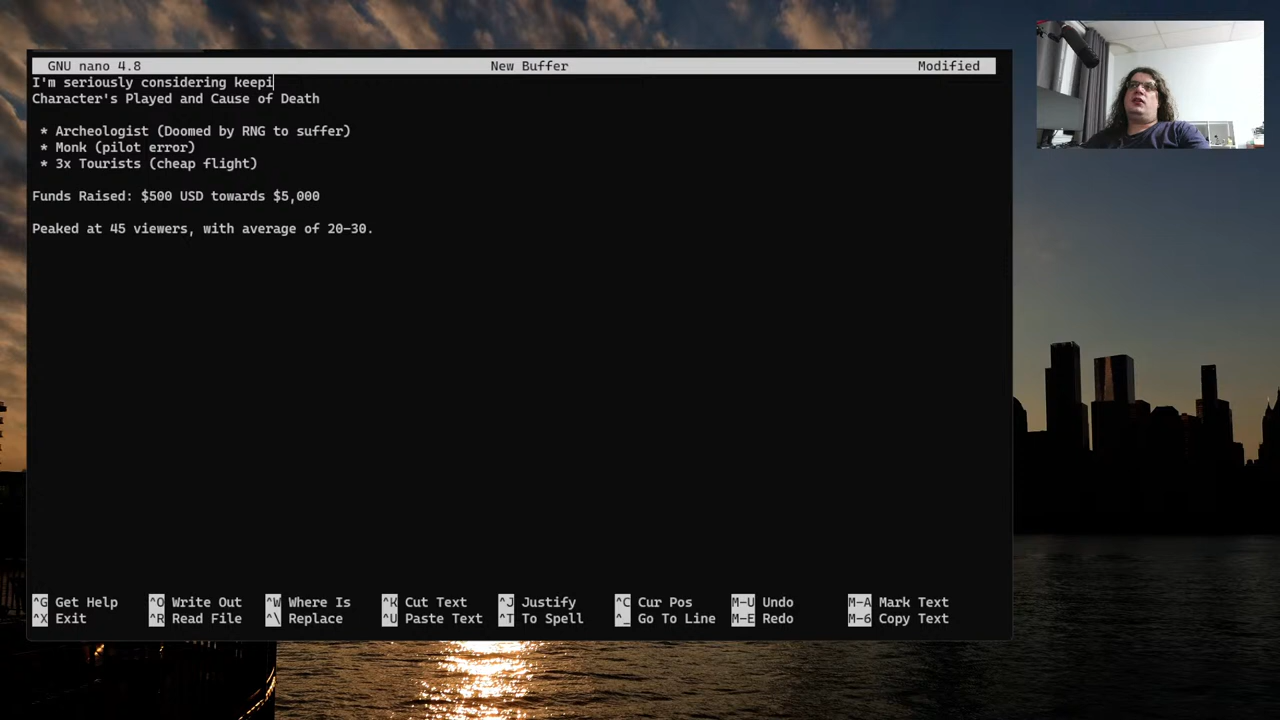 GNU nano 4.8 New Buffer Modified
I'm seriously considering keepi
Character's Played and Cause of Death
* Archeologist (Doomed by RNG to suffer)
* Monk (pilot error)
* 3x Tourists (cheap flight)
Funds Raised: $500 USD towards $5,000
Peaked at 45 viewers, with average of 20-30.
^G Get Help ^O Write Out ^W Where Is ^K Cut Text ^J Justify ^C Cur Pos M-U Undo M-A Mark Text
^X Exit ^R Read File ^\ Replace ^U Paste Text ^T To Spell ^_ Go To Line M-E Redo M-6 Copy Text